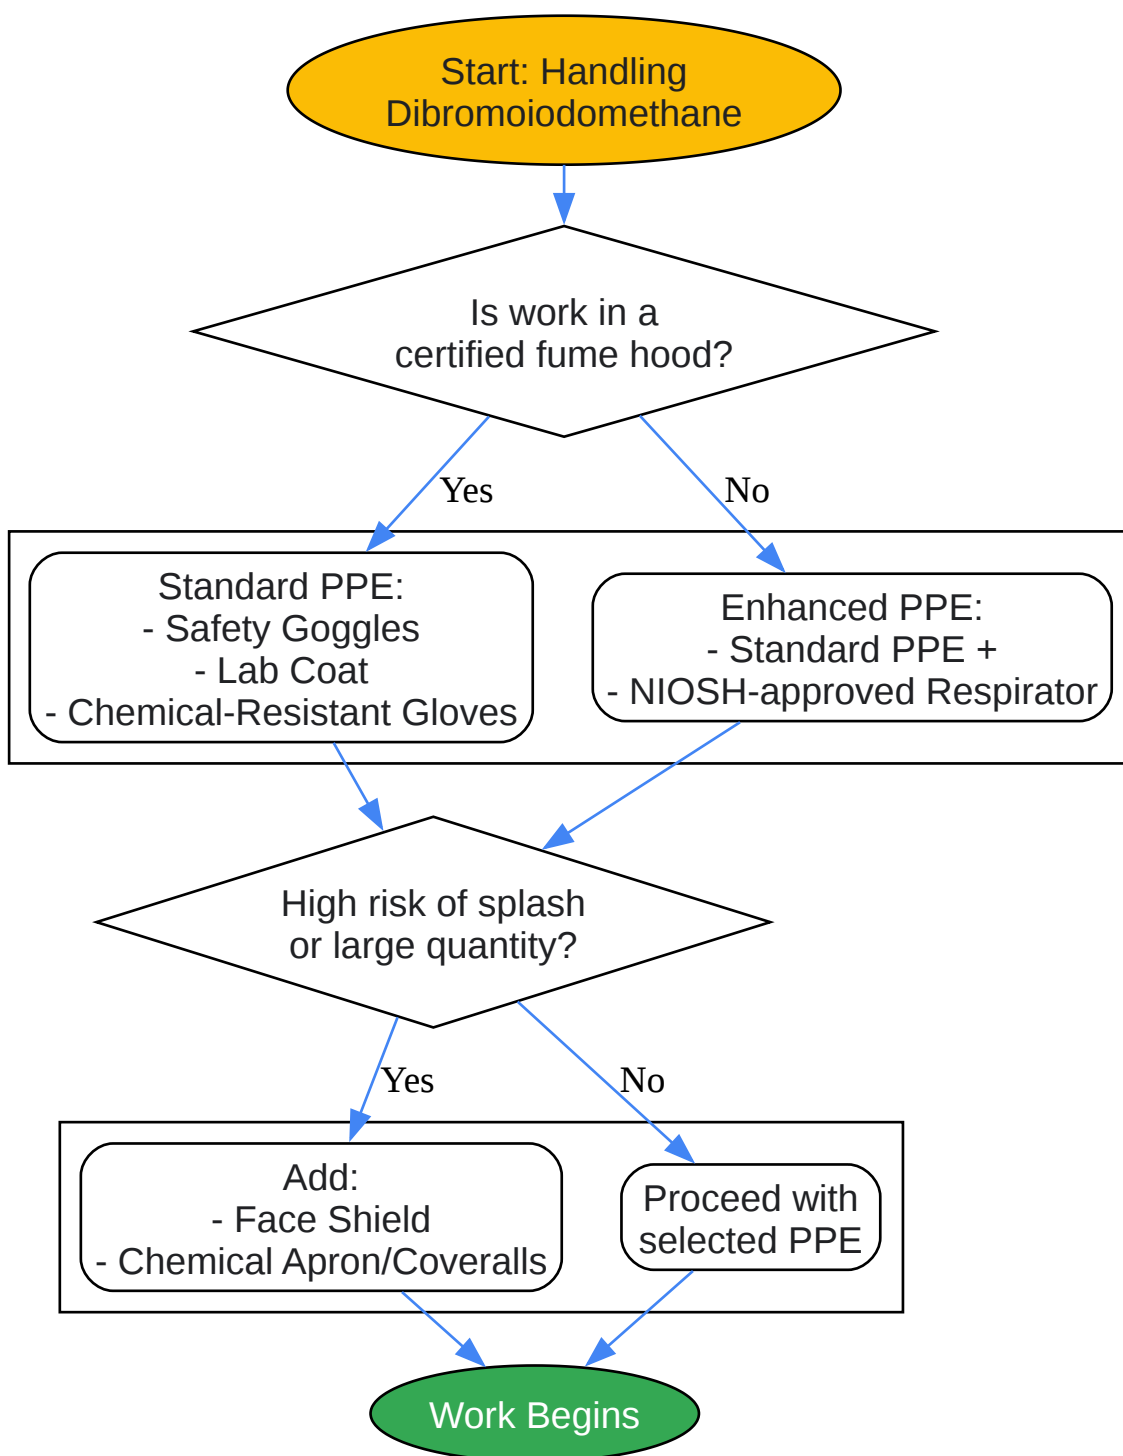 Start: Handling
Dibromoiodomethane
Is work in a
certified fume hood?
Yes
No
Standard PPE:
- Safety Goggles
- Lab Coat
- Chemical-Resistant Gloves
Enhanced PPE:
- Standard PPE +
- NIOSH-approved Respirator
High risk of splash
or large quantity?
Yes
No
Add:
- Face Shield
- Chemical Apron/Coveralls
Proceed with
selected PPE
Work Begins